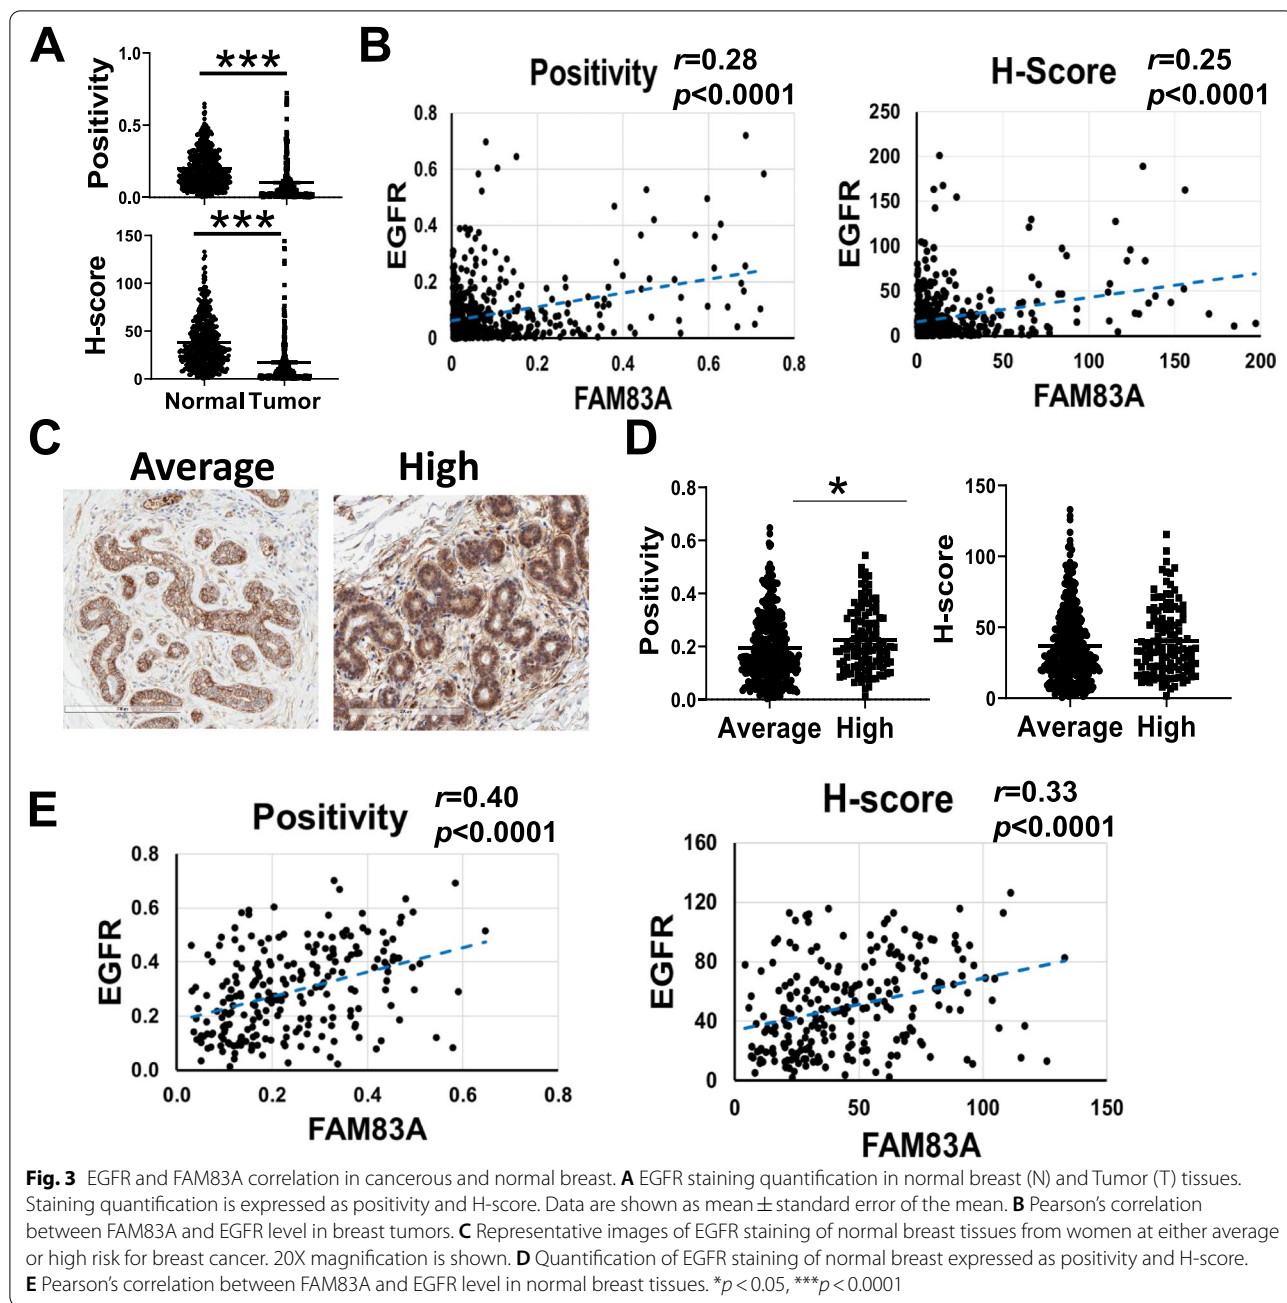 A
***
Positivity
1.0
0.5
0.0
***
H-score
150
100
50
0
Normal Tumor
B
Positivity
r=0.28
p<0.0001
EGFR
0.8
0.6
0.4
0.2
0
0 0.2 0.4 0.6 0.8
FAM83A
H-Score
r=0.25
p<0.0001
EGFR
250
200
150
100
50
0
0 50 100 150 200
FAM83A
C
Average
High
D
*
Positivity
0.8
0.6
0.4
0.2
0.0
Average High
H-score
150
100
50
0
Average High
E
Positivity
r=0.40
p<0.0001
EGFR
0.8
0.6
0.4
0.2
0.0
0.0 0.2 0.4 0.6 0.8
FAM83A
H-score
r=0.33
p<0.0001
EGFR
160
120
80
40
0
0 50 100 150
FAM83A
Fig. 3 EGFR and FAM83A correlation in cancerous and normal breast. A EGFR staining quantification in normal breast (N) and Tumor (T) tissues.
Staining quantification is expressed as positivity and H-score. Data are shown as mean ± standard error of the mean. B Pearson's correlation
between FAM83A and EGFR level in breast tumors. C Representative images of EGFR staining of normal breast tissues from women at either average
or high risk for breast cancer. 20X magnification is shown. D Quantification of EGFR staining of normal breast expressed as positivity and H-score.
E Pearson's correlation between FAM83A and EGFR level in normal breast tissues. *p < 0.05, ***p < 0.0001